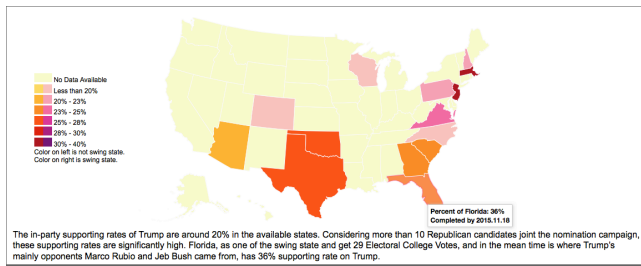 No Data Available
Less than 20%
20% - 23%
23% - 25%
25% - 28%
28% - 30%
30% - 40%
Color on left is not swing state.
Color on right is swing state.
Percent of Florida: 36%
Completed by 2015.11.18
The in-party supporting rates of Trump are around 20% in the available states. Considering more than 10 Republican candidates joint the nomination campaign,
these supporting rates are significantly high. Florida, as one of the swing state and get 29 Electoral College Votes, and in the mean time is where Trump's
mainly opponents Marco Rubio and Jeb Bush came from, has 36% supporting rate on Trump.